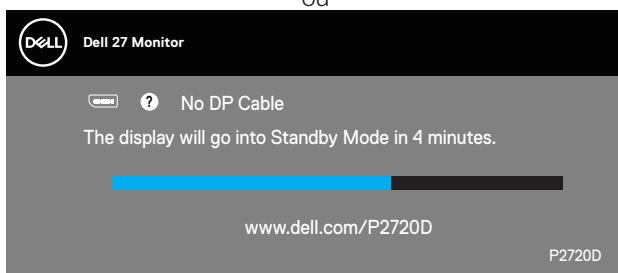 ou
DELL
Dell 27 Monitor
? No DP Cable
The display will go into Standby Mode in 4 minutes.
www.dell.com/P2720D
P2720D